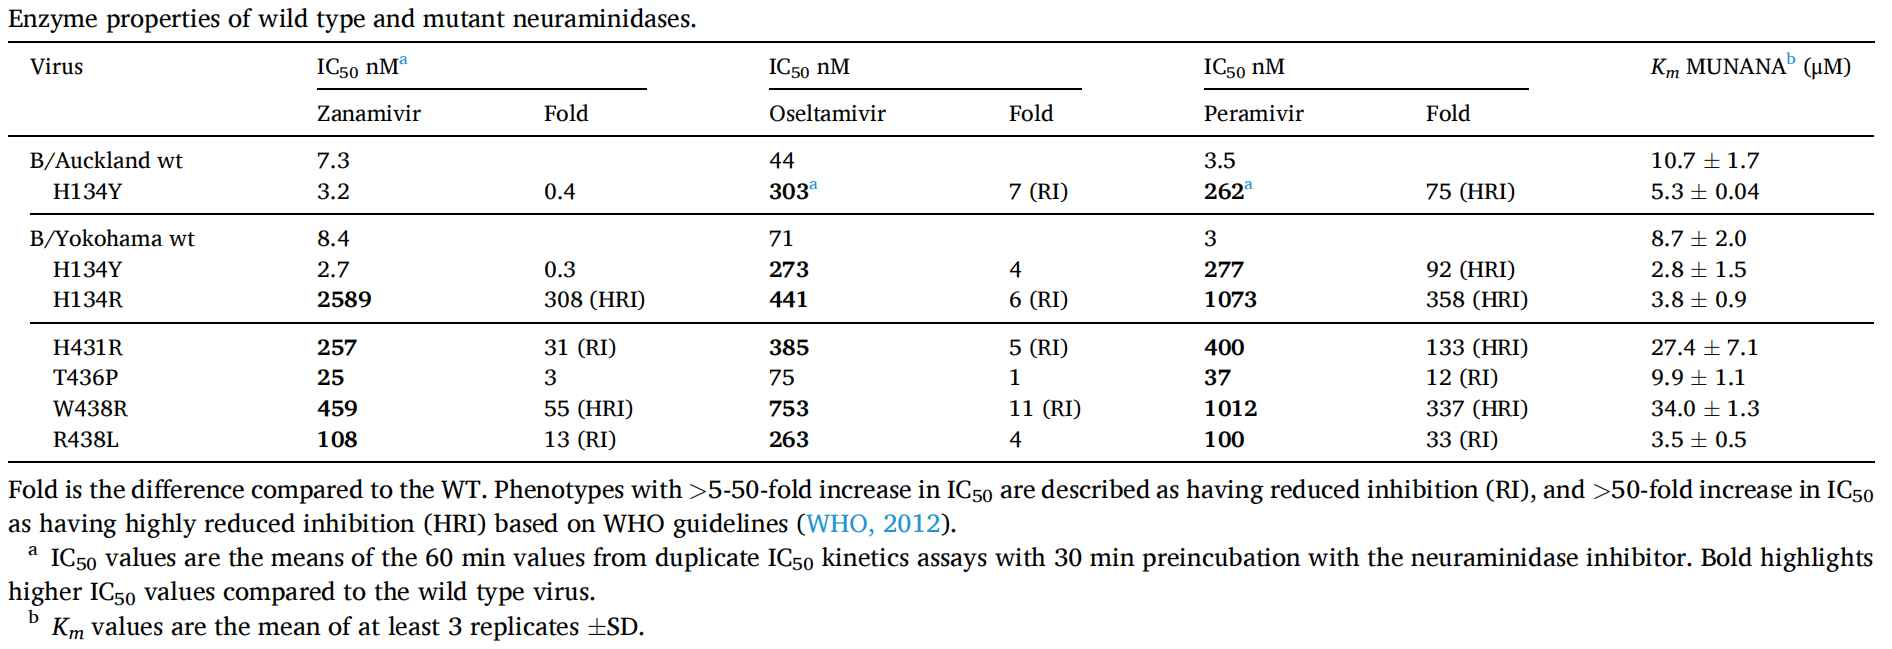 Enzyme properties of wild type and mutant neuraminidases.
Virus IC50 nMa IC50 nM IC50 nM Km MUNANAb (μM)
Zanamivir Fold Oseltamivir Fold Peramivir Fold
B/Auckland wt 7.3 44 3.5 10.7 ± 1.7
H134Y 3.2 0.4 303a 7 (RI) 262a 75 (HRI) 5.3 ± 0.04
B/Yokohama wt 8.4 71 3 8.7 ± 2.0
H134Y 2.7 0.3 273 4 277 92 (HRI) 2.8 ± 1.5
H134R 2589 308 (HRI) 441 6 (RI) 1073 358 (HRI) 3.8 ± 0.9
H431R 257 31 (RI) 385 5 (RI) 400 133 (HRI) 27.4 ± 7.1
T436P 25 3 75 1 37 12 (RI) 9.9 ± 1.1
W438R 459 55 (HRI) 753 11 (RI) 1012 337 (HRI) 34.0 ± 1.3
R438L 108 13 (RI) 263 4 100 33 (RI) 3.5 ± 0.5
Fold is the difference compared to the WT. Phenotypes with >5-50-fold increase in IC50 are described as having reduced inhibition (RI), and >50-fold increase in IC50
as having highly reduced inhibition (HRI) based on WHO guidelines (WHO, 2012).
a IC50 values are the means of the 60 min values from duplicate IC50 kinetics assays with 30 min preincubation with the neuraminidase inhibitor. Bold highlights
higher IC50 values compared to the wild type virus.
b Km values are the mean of at least 3 replicates ±SD.